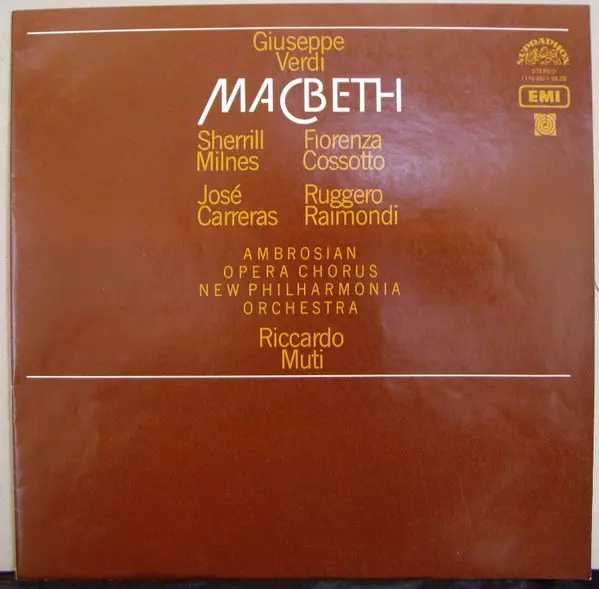 Giuseppe
Verdi
MACBETH
Sherrill
Milnes
Fiorenza
Cossotto
José
Carreras
Ruggero
Raimondi
AMBROSIAN
OPERA CHORUS
NEW PHILHARMONIA
ORCHESTRA
Riccardo
Muti
SUPRAPHON
STEREO
EMI